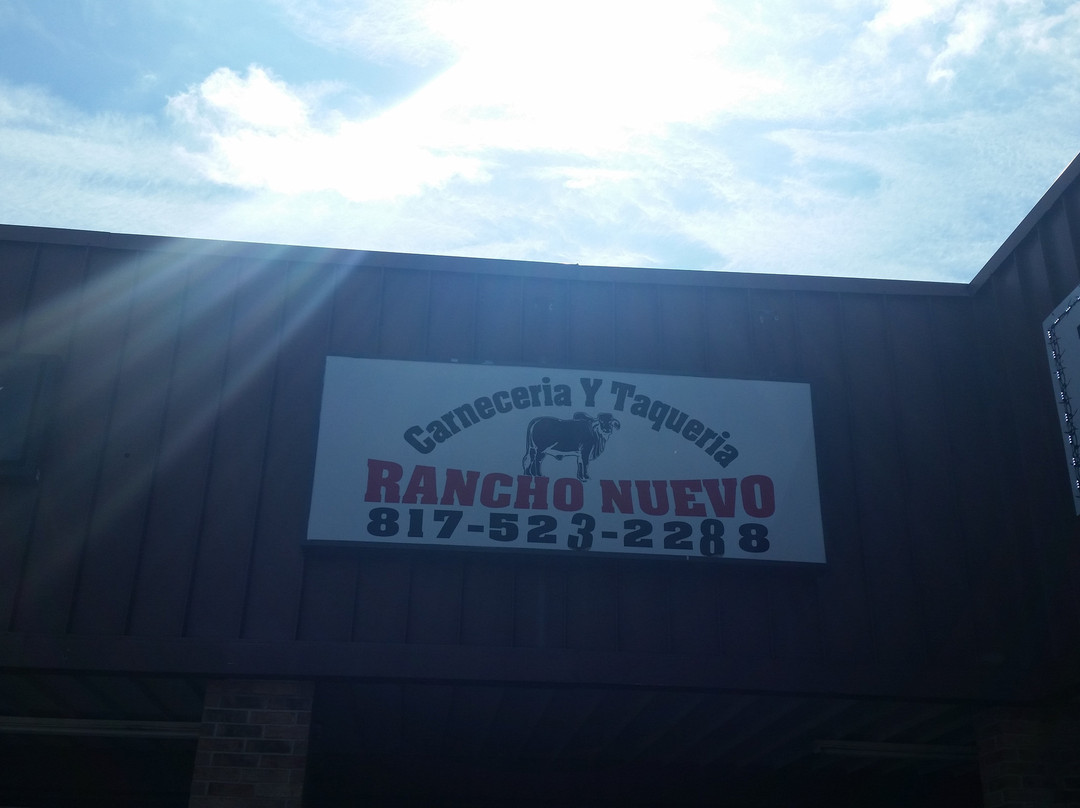 Carneceria Y Taqueria
RANCHO NUEVO
817-523-2288